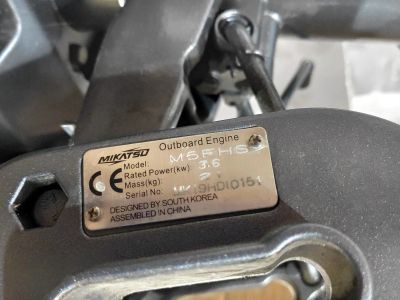 MIKATSU Outboard Engine
Model: M5FHS
Rated Power(kw): 3.6
Mass(kg):
CE
Serial No:
DESIGNED BY SOUTH KOREA
ASSEMBLED IN CHINA